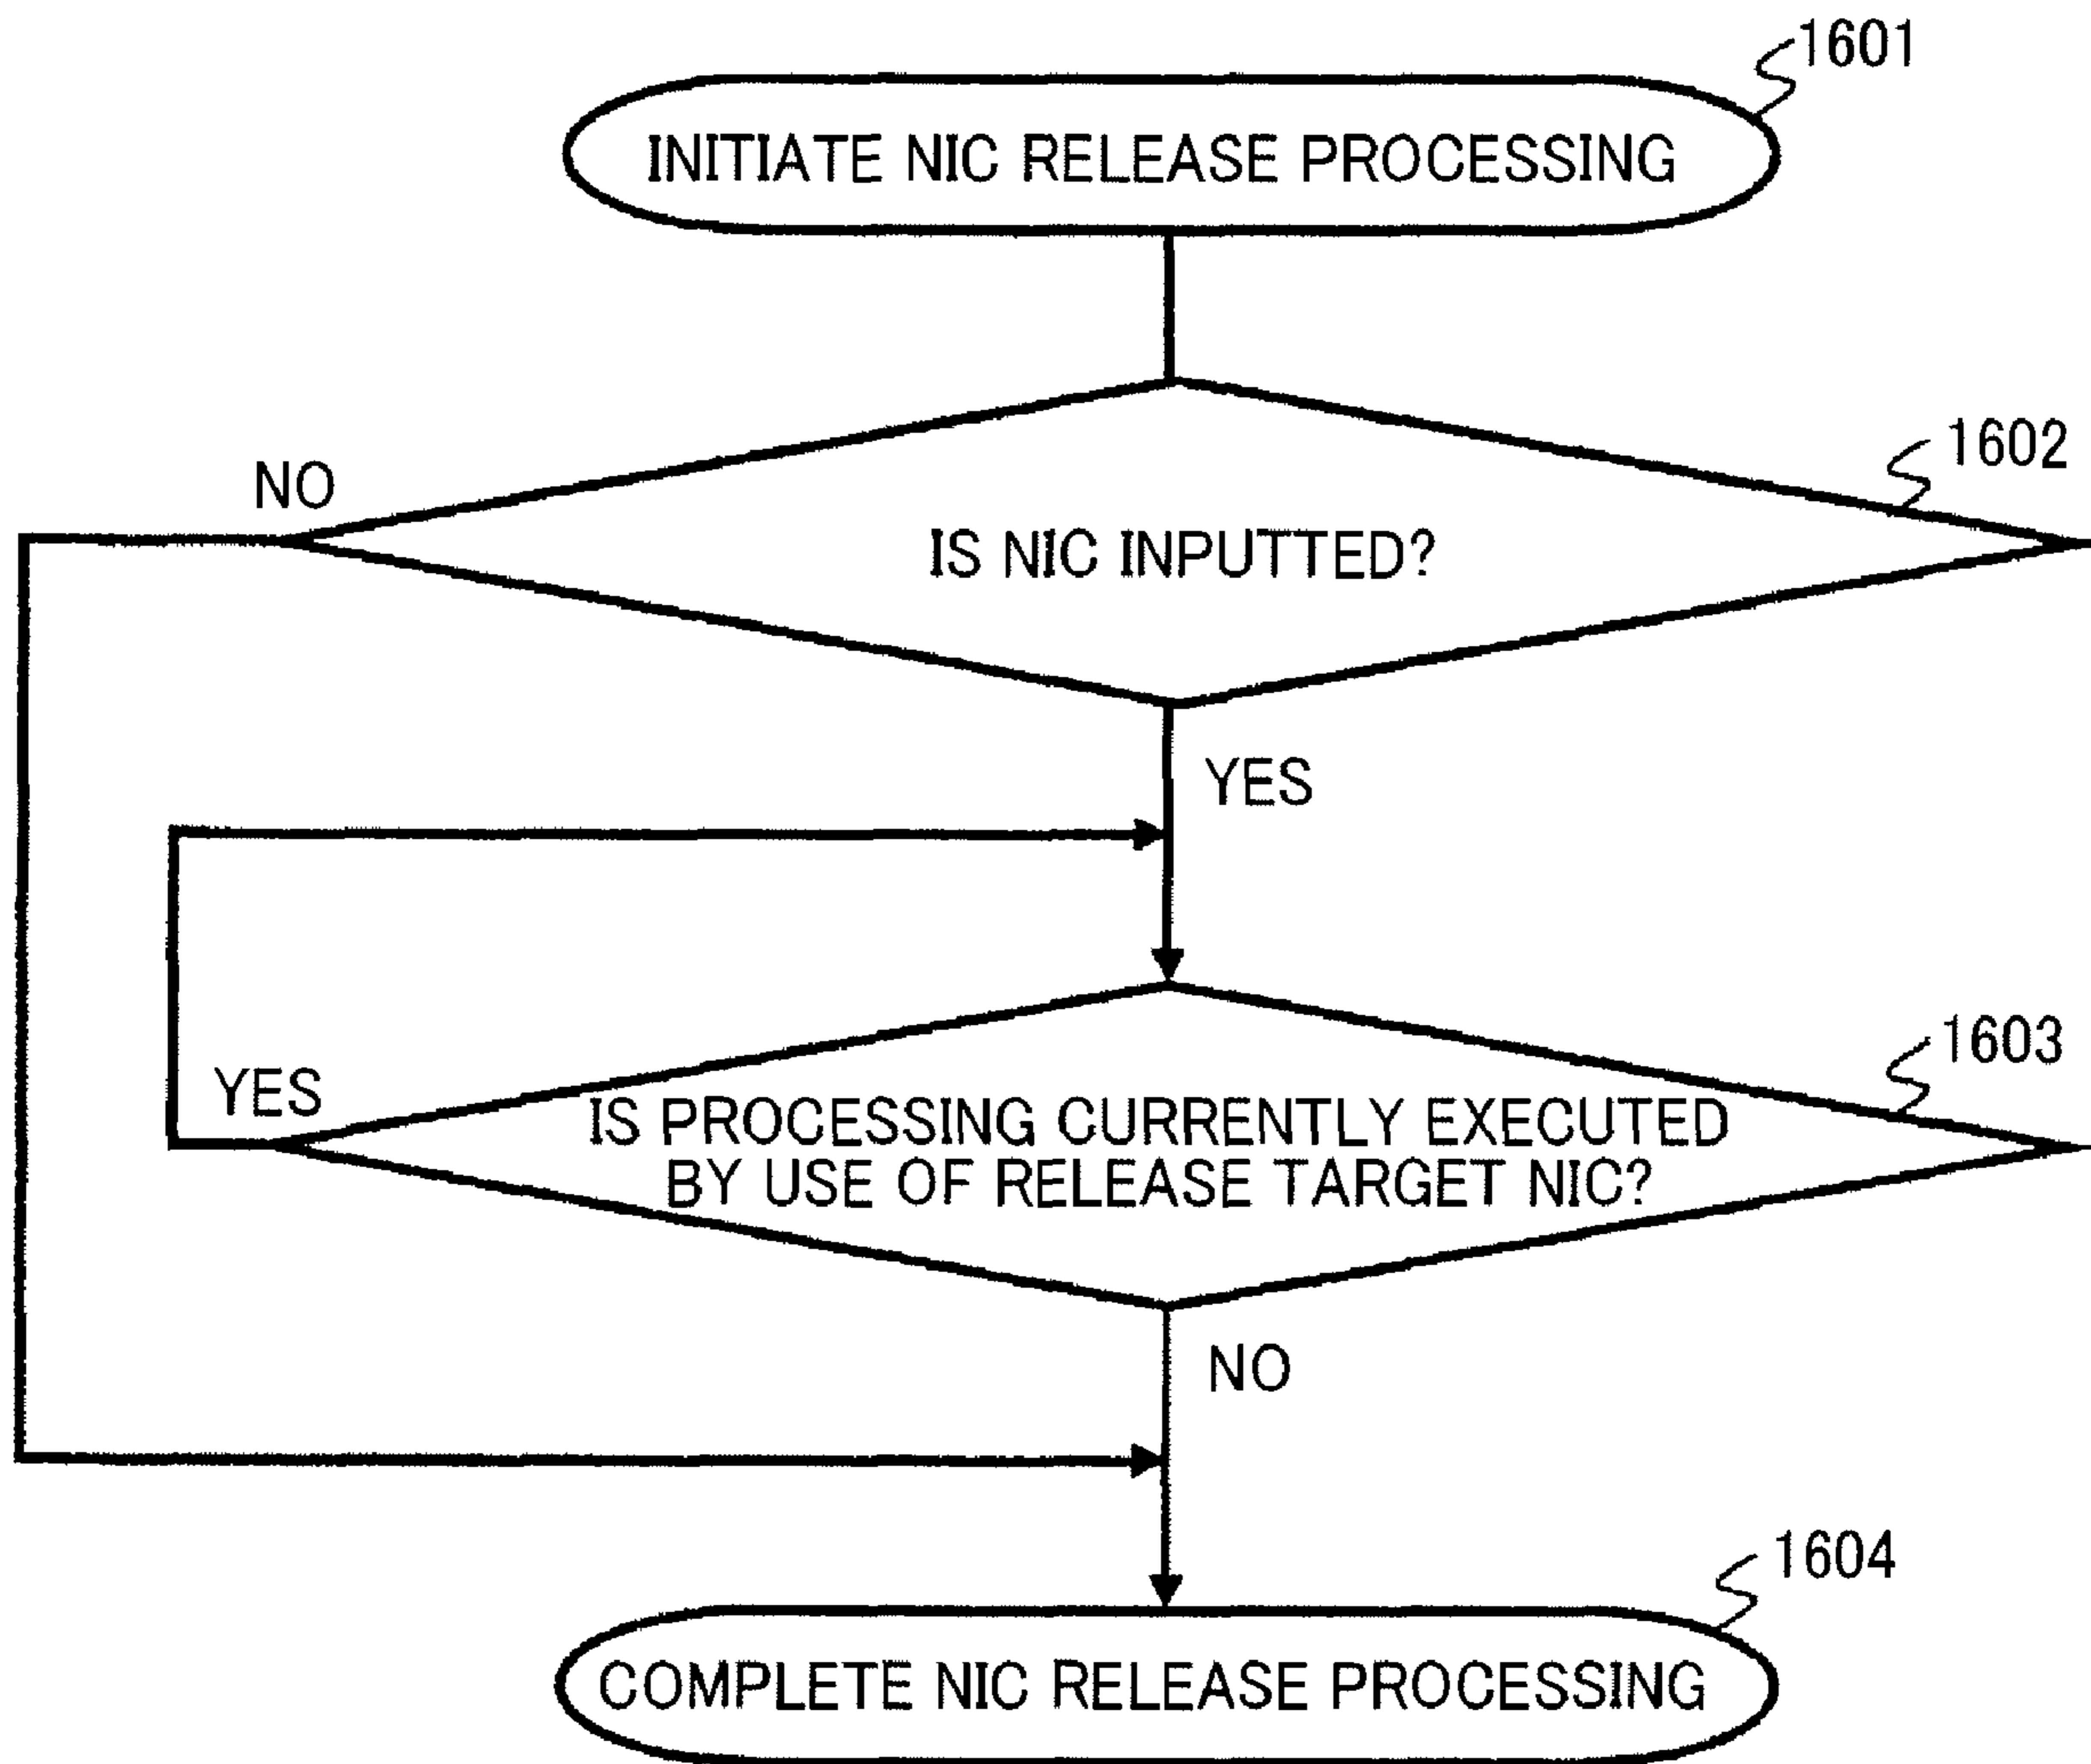 1601
INITIATE NIC RELEASE PROCESSING
1602
NO
IS NIC INPUTTED?
YES
1603
YES
IS PROCESSING CURRENTLY EXECUTED
BY USE OF RELEASE TARGET NIC?
NO
1604
COMPLETE NIC RELEASE PROCESSING